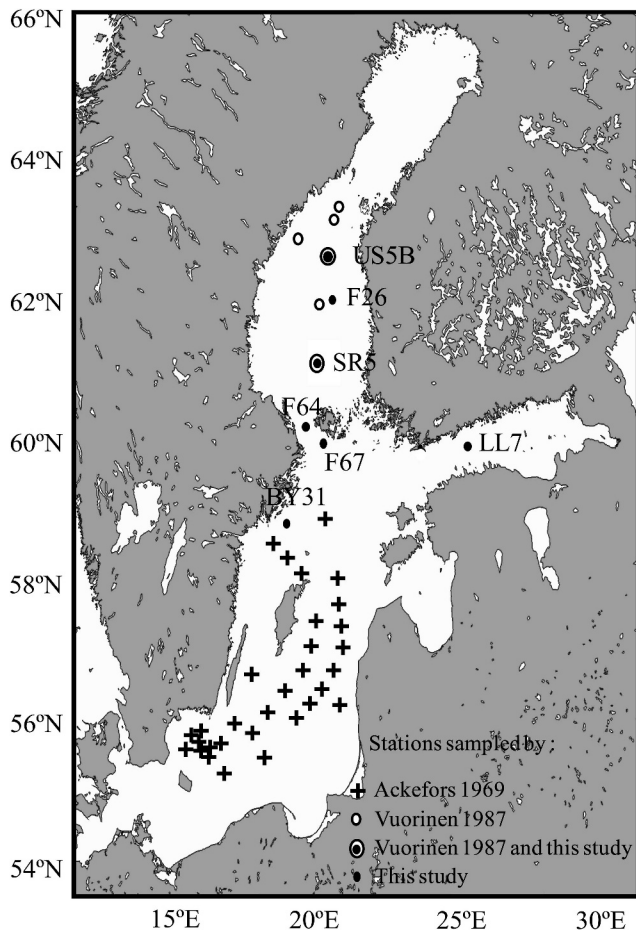 66ºN
64ºN
US5B
62ºN
F26
SR5
F64
60ºN
LL7
F67
BY31
58ºN
56ºN
Stations sampled by :
Ackefors 1969
Vuorinen 1987
Vuorinen 1987 and this study
54ºN
This study
15ºE
20ºE
25ºE
30ºE